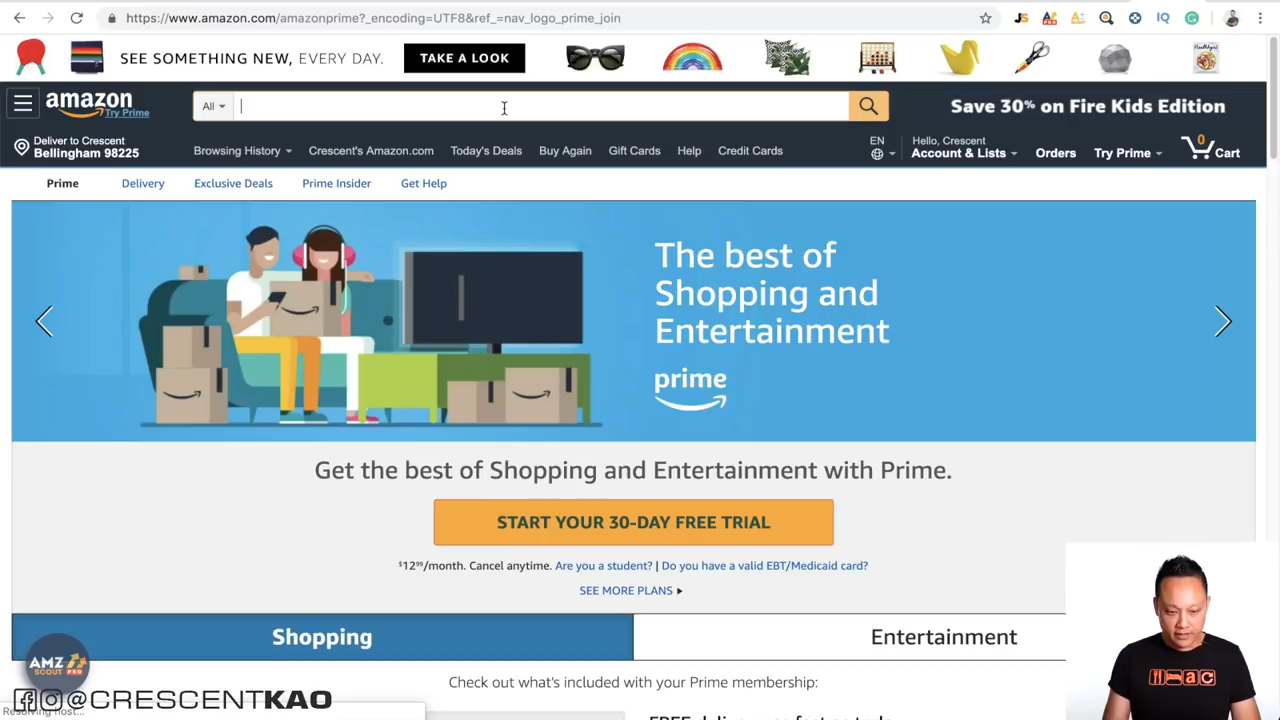 https://www.amazon.com/amazonprime?_encoding=UTF8&ref_=nav_logo_prime_join
JS
PRO
IQ
SEE SOMETHING NEW, EVERY DAY.
TAKE A LOOK
amazon
Try Prime
All
Save 30% on Fire Kids Edition
Deliver to Crescent
Bellingham 98225
Browsing History
Crescent's Amazon.com
Today's Deals
Buy Again
Gift Cards
Help
Credit Cards
EN
Hello, Crescent
Account & Lists
Orders
Try Prime
0
Cart
Prime
Delivery
Exclusive Deals
Prime Insider
Get Help
The best of
Shopping and
Entertainment
prime
Get the best of Shopping and Entertainment with Prime.
START YOUR 30-DAY FREE TRIAL
$1299/month. Cancel anytime. Are you a student? | Do you have a valid EBT/Medicaid card?
SEE MORE PLANS
Shopping
Entertainment
AMZ
SCOUT PRO
@CRESCENTKAO
Resolving host...
Check out what's included with your Prime membership: